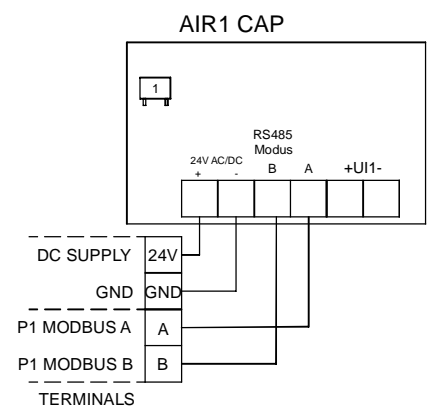 AIR1 CAP
1
RS485
Modus
24V AC/DC
+ - B A +UI1-
DC SUPPLY 24V
GND GND
P1 MODBUS A A
P1 MODBUS B B
TERMINALS